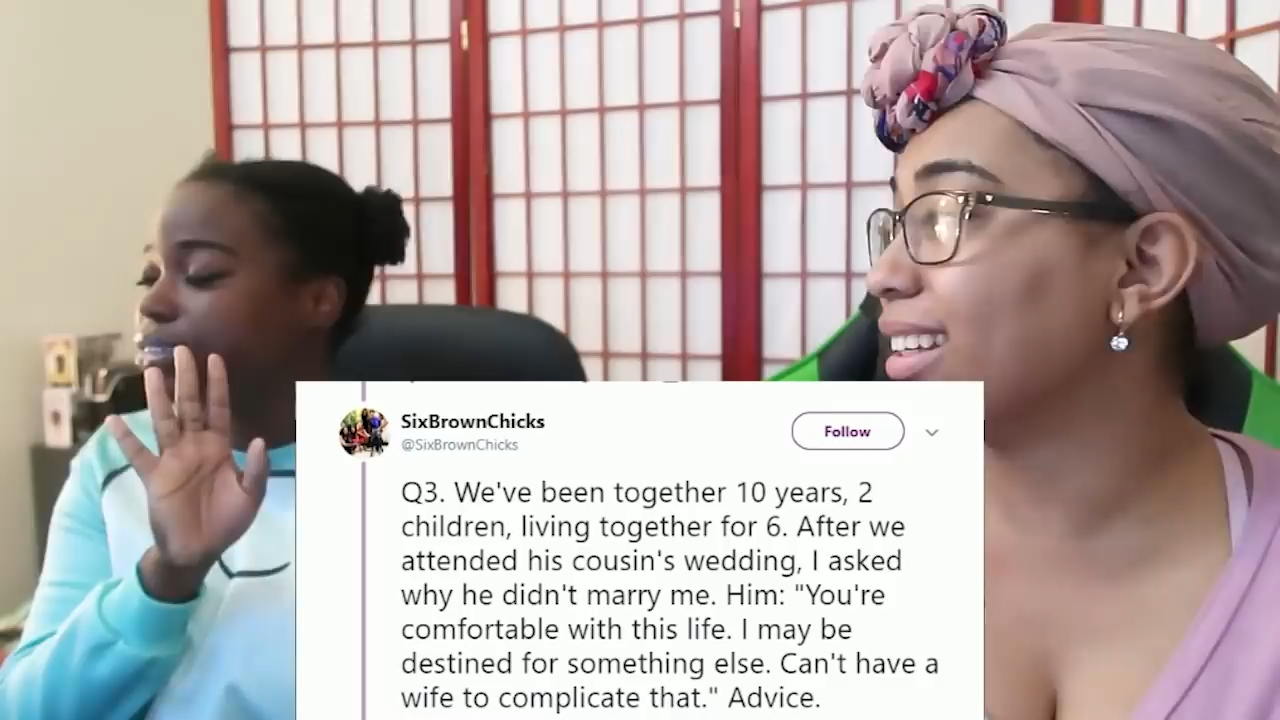 SixBrownChicks
@SixBrownChicks
Follow
Q3. We've been together 10 years, 2
children, living together for 6. After we
attended his cousin's wedding, I asked
why he didn't marry me. Him: "You're
comfortable with this life. I may be
destined for something else. Can't have a
wife to complicate that." Advice.